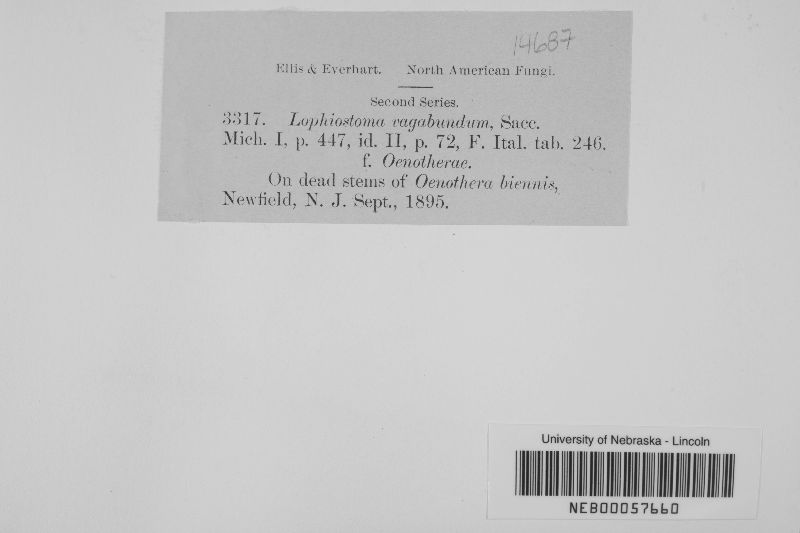 14687
Ellis & Everhart. North American Fungi.
Second Series.
3317. Lophiostoma vagabundum, Sacc.
Mich. I, p. 447, id. II, p. 72, F. Ital. tab. 246.
f. Oenotherae.
On dead stems of Oenothera biennis,
Newfield, N. J. Sept., 1895.
University of Nebraska - Lincoln
NEB00057660